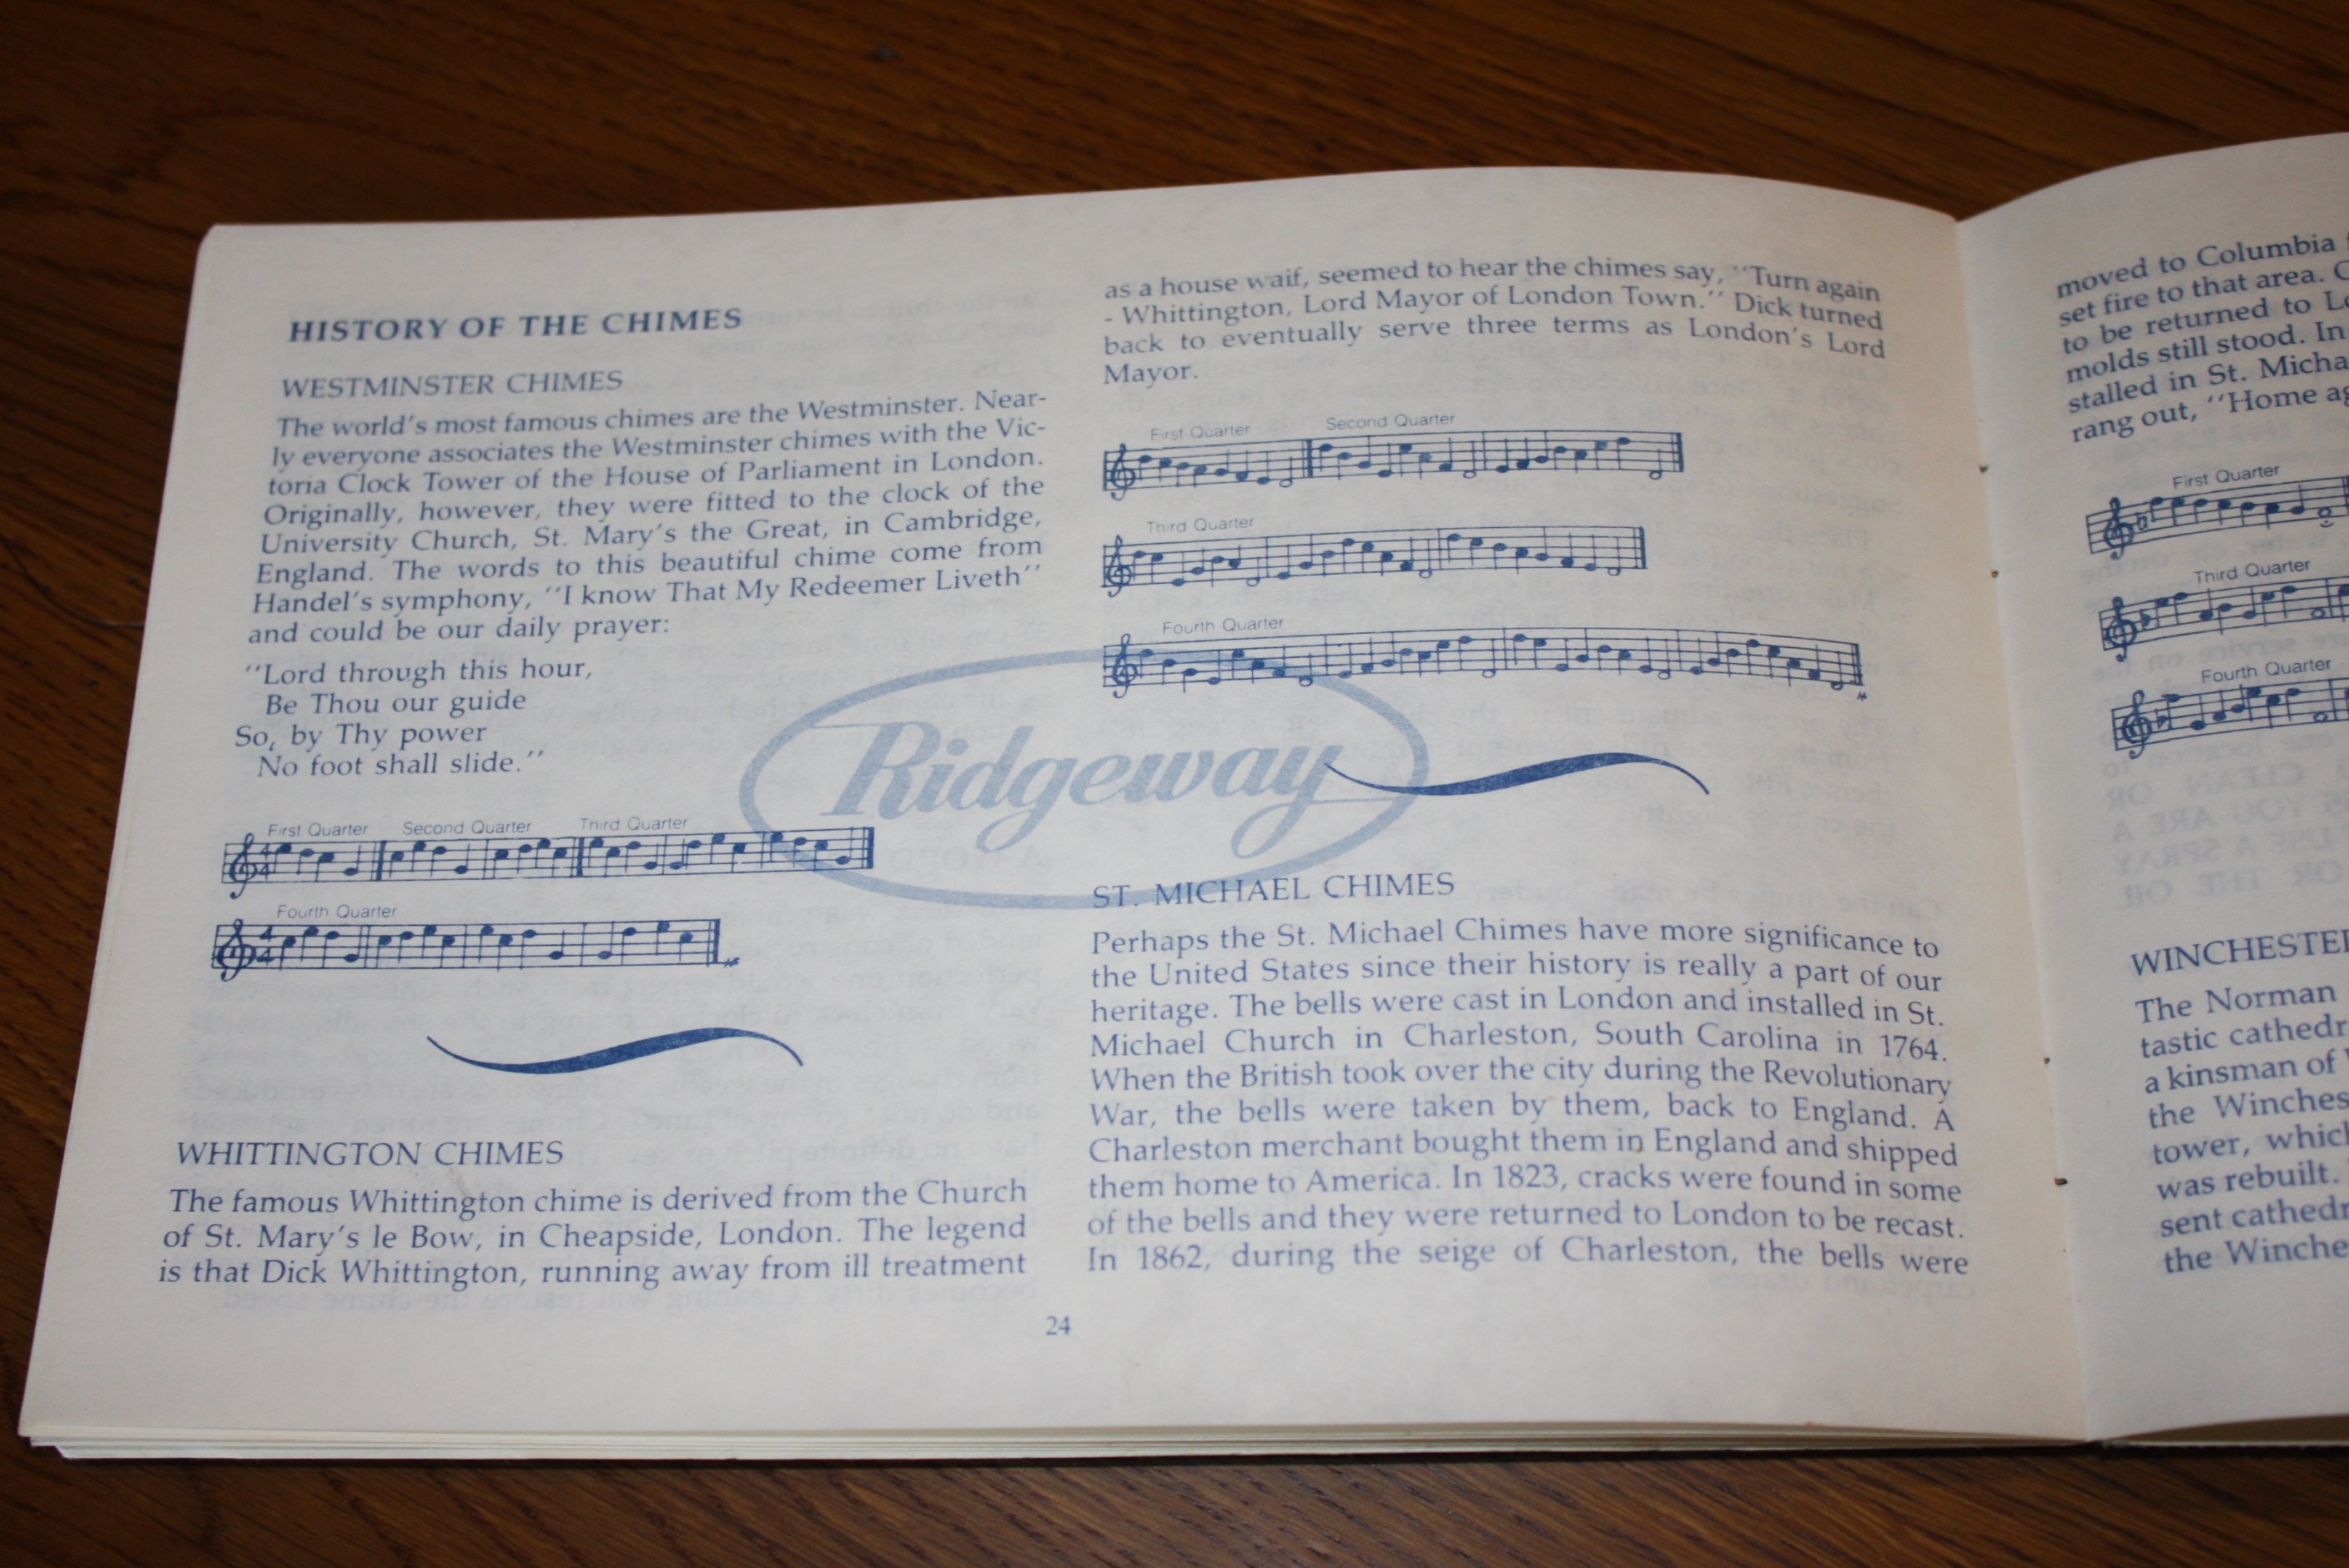 HISTORY OF THE CHIMES
WESTMINSTER CHIMES
The world's most famous chimes are the Westminster. Near-
ly everyone associates the Westminster chimes with the Vic-
toria Clock Tower of the House of Parliament in London.
Originally, however, they were fitted to the clock of the
University Church, St. Mary's the Great, in Cambridge,
England. The words to this beautiful chime come from
Handel's symphony, "I know That My Redeemer Liveth"
and could be our daily prayer:
"Lord through this hour,
Be Thou our guide
So, by Thy power
No foot shall slide."
First Quarter Second Quarter Third Quarter
4
4
Fourth Quarter
4
4
WHITTINGTON CHIMES
The famous Whittington chime is derived from the Church
of St. Mary's le Bow, in Cheapside, London. The legend
is that Dick Whittington, running away from ill treatment
as a house waif, seemed to hear the chimes say, "Turn again
- Whittington, Lord Mayor of London Town." Dick turned
back to eventually serve three terms as London's Lord
Mayor.
First Quarter Second Quarter
Third Quarter
Fourth Quarter
Ridgeway
ST. MICHAEL CHIMES
Perhaps the St. Michael Chimes have more significance to
the United States since their history is really a part of our
heritage. The bells were cast in London and installed in St.
Michael Church in Charleston, South Carolina in 1764.
When the British took over the city during the Revolutionary
War, the bells were taken by them, back to England. A
Charleston merchant bought them in England and shipped
them home to America. In 1823, cracks were found in some
of the bells and they were returned to London to be recast.
In 1862, during the seige of Charleston, the bells were
24
moved to Columbia
set fire to that area.
to be returned to
molds still stood. In
stalled in St.
rang out, "Home
First Quarter
Third Quarter
Fourth Quarter
The Norman
tastic
a kinsman of
the
tower,
was rebuilt.
sent
the